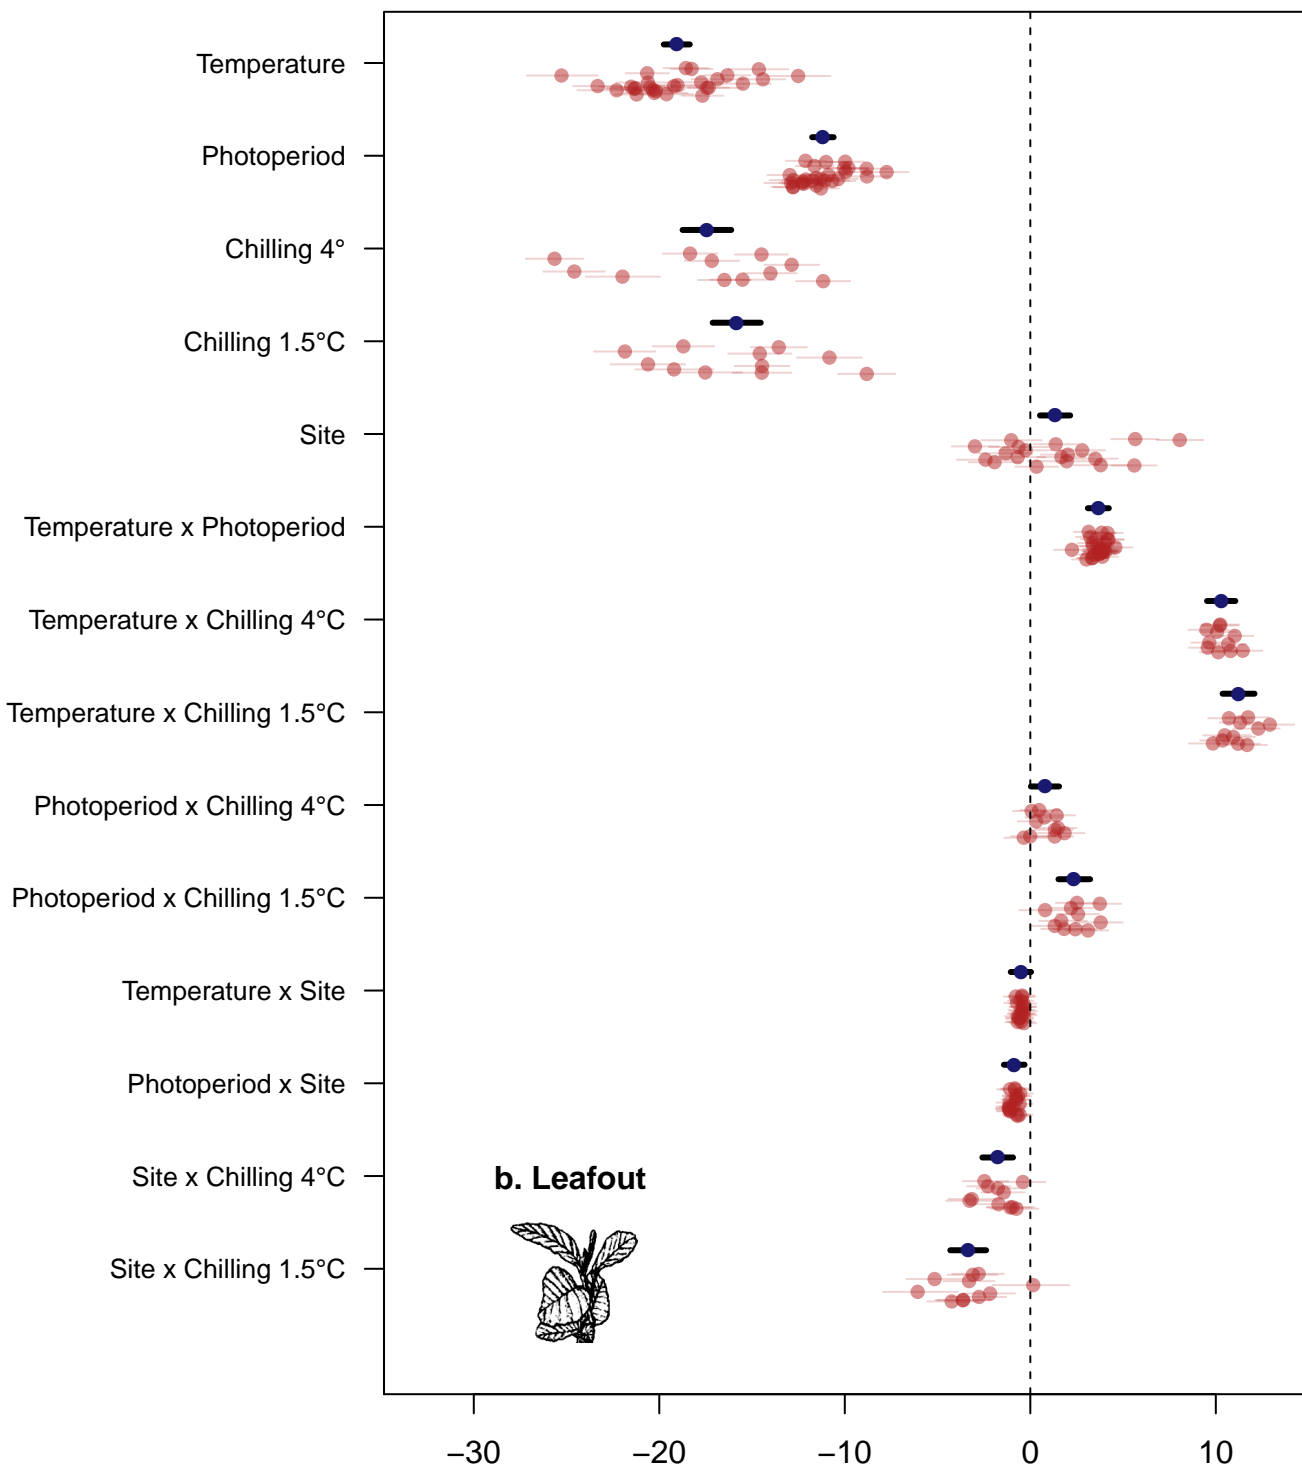 Temperature
Photoperiod
Chilling 4°
Chilling 1.5°C
Site
Temperature x Photoperiod
Temperature x Chilling 4°C
Temperature x Chilling 1.5°C
Photoperiod x Chilling 4°C
Photoperiod x Chilling 1.5°C
Temperature x Site
Photoperiod x Site
Site x Chilling 4°C
b. Leafout
Site x Chilling 1.5°C
−30 −20 −10 0 10